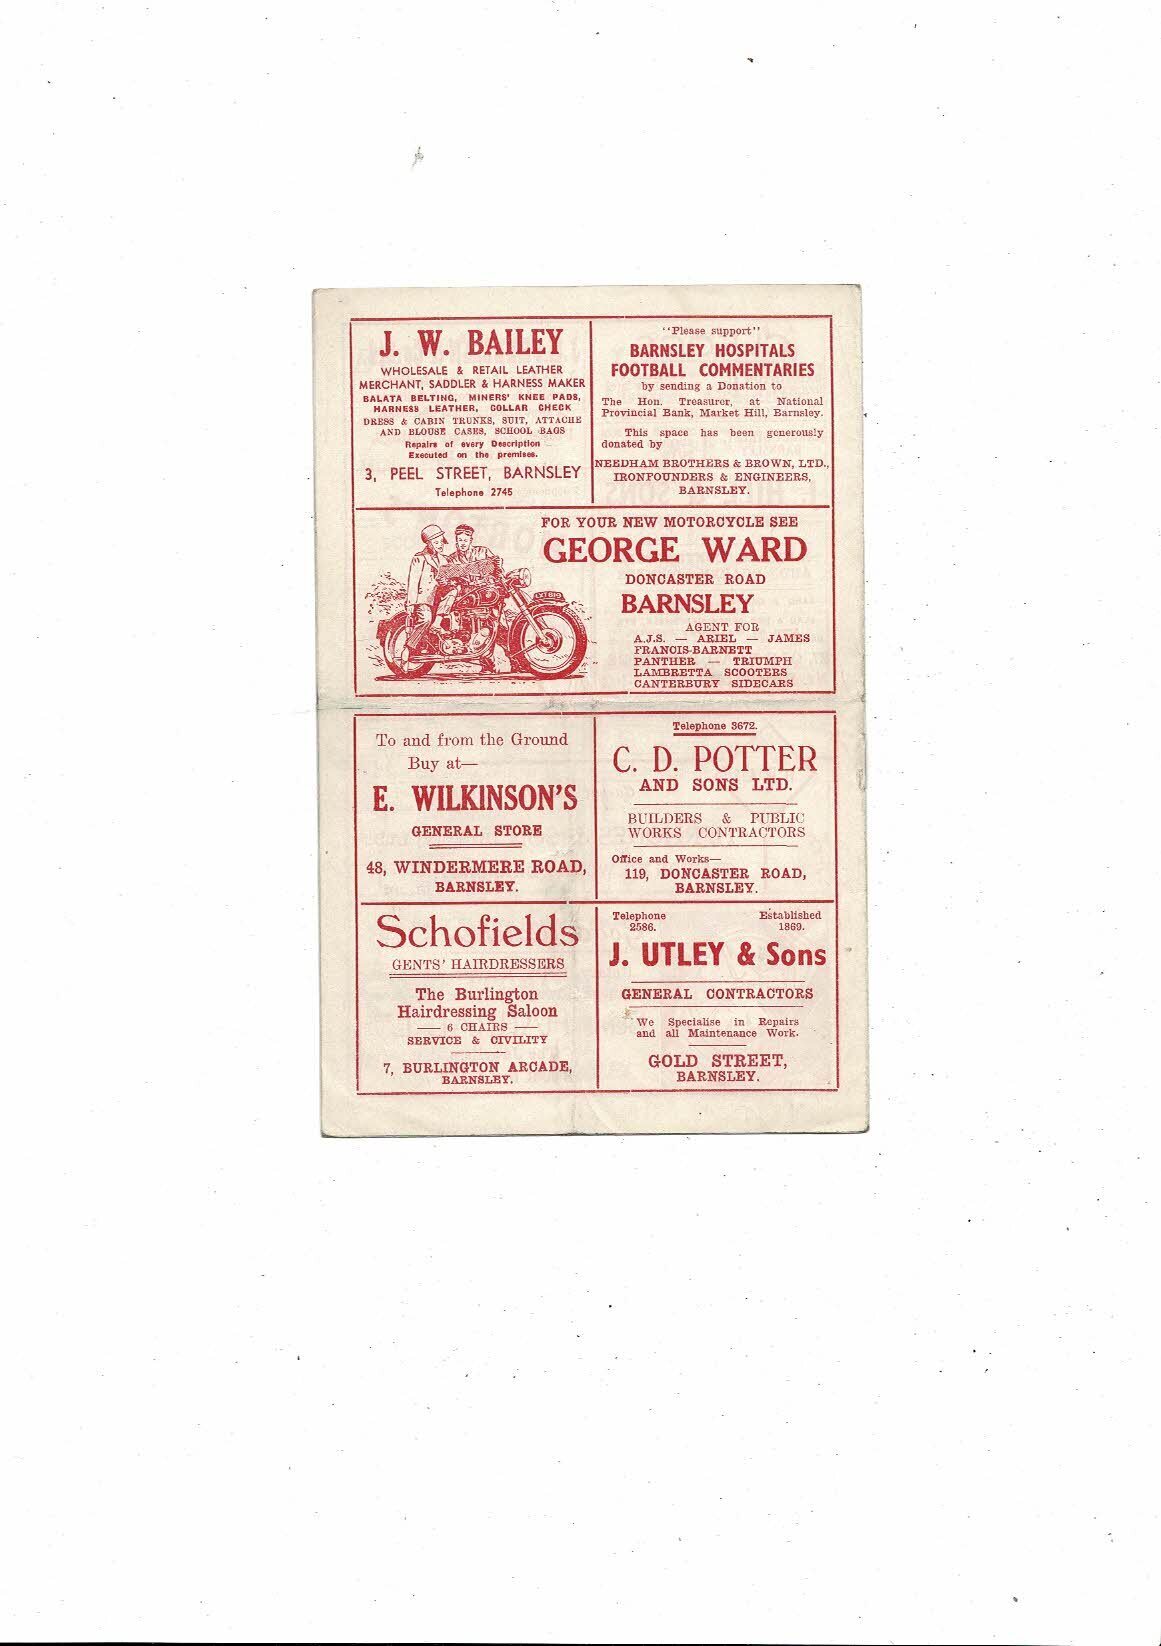 J. W. BAILEY
WHOLESALE & RETAIL LEATHER
MERCHANT, SADDLER & HARNESS MAKER
BALATA BELTING, MINERS' KNEE PADS,
HARNESS LEATHER, COLLAR CHECK
DRESS & CABIN TRUNKS, SUIT, ATTACHE
AND BLOUSE CASES, SCHOOL BAGS
Repairs of every Description
Executed on the premises.
3, PEEL STREET, BARNSLEY
Telephone 2745
"Please support"
BARNSLEY HOSPITALS
FOOTBALL COMMENTARIES
by sending a Donation to
The Hon. Treasurer, at National
Provincial Bank, Market Hill, Barnsley.
This space has been generously
donated by
NEEDHAM BROTHERS & BROWN, LTD.,
IRONFOUNDERS & ENGINEERS,
BARNSLEY.
FOR YOUR NEW MOTORCYCLE SEE
GEORGE WARD
DONCASTER ROAD
BARNSLEY
AGENT FOR
A.J.S. — ARIEL — JAMES
FRANCIS-BARNETT
PANTHER — TRIUMPH
LAMBRETTA SCOOTERS
CANTERBURY SIDECARS
To and from the Ground
Buy at—
E. WILKINSON'S
GENERAL STORE
48, WINDERMERE ROAD,
BARNSLEY.
Telephone 3672.
C. D. POTTER
AND SONS LTD.
BUILDERS & PUBLIC
WORKS CONTRACTORS
Office and Works—
119, DONCASTER ROAD,
BARNSLEY.
Schofields
GENTS' HAIRDRESSERS
The Burlington
Hairdressing Saloon
— 6 CHAIRS —
SERVICE & CIVILITY
7, BURLINGTON ARCADE,
BARNSLEY.
Telephone Established
2586. 1869.
J. UTLEY & Sons
GENERAL CONTRACTORS
We Specialise in Repairs
and all Maintenance Work.
GOLD STREET,
BARNSLEY.